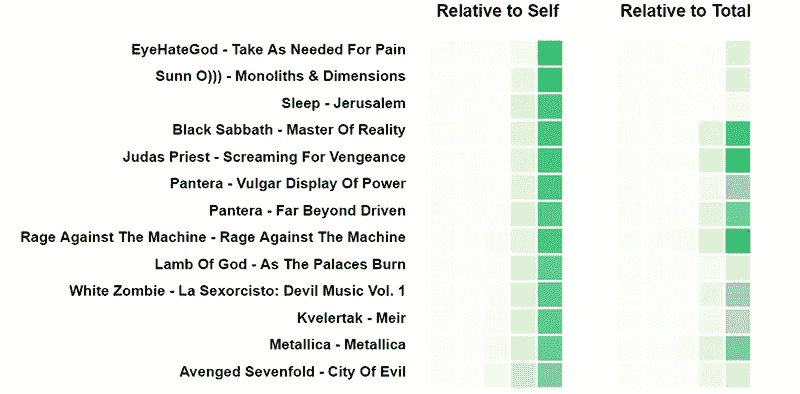 Relative to Self Relative to Total
EyeHateGod - Take As Needed For Pain
Sunn O))) - Monoliths & Dimensions
Sleep - Jerusalem
Black Sabbath - Master Of Reality
Judas Priest - Screaming For Vengeance
Pantera - Vulgar Display Of Power
Pantera - Far Beyond Driven
Rage Against The Machine - Rage Against The Machine
Lamb Of God - As The Palaces Burn
White Zombie - La Sexorcisto: Devil Music Vol. 1
Kvelertak - Meir
Metallica - Metallica
Avenged Sevenfold - City Of Evil